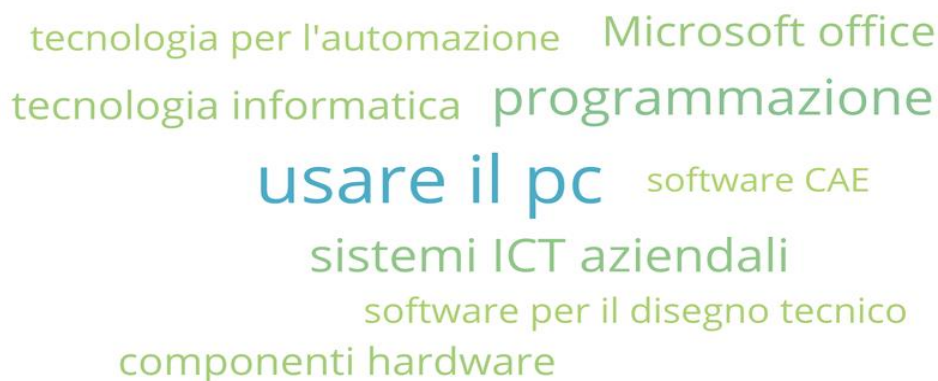 tecnologia per l'automazione
Microsoft office
tecnologia informatica
programmazione
usare il pc
software CAE
sistemi ICT aziendali
software per il disegno tecnico
componenti hardware